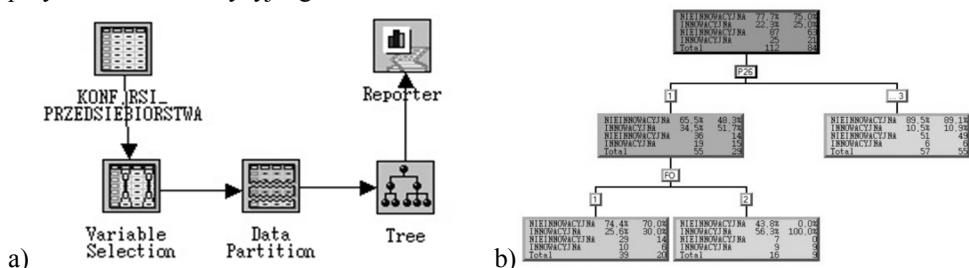 a)
KONF.RSI_
PRZEDSIEBIORSTWA
Reporter
Variable
Selection
Data
Partition
Tree
b)
NIEINNOWACYJNA 77.7% 75.0%
INNOWACYJNA 22.3% 25.0%
NIEINNOWACYJNA 87 63
INNOWACYJNA 25 21
Total 112 84
P26
1
...3
NIEINNOWACYJNA 65.5% 48.3%
INNOWACYJNA 34.5% 51.7%
NIEINNOWACYJNA 36 14
INNOWACYJNA 19 15
Total 55 29
NIEINNOWACYJNA 89.5% 89.1%
INNOWACYJNA 10.5% 10.9%
NIEINNOWACYJNA 51 49
INNOWACYJNA 6 6
Total 57 55
FO
1
2
NIEINNOWACYJNA 74.4% 70.0%
INNOWACYJNA 25.6% 30.0%
NIEINNOWACYJNA 29 14
INNOWACYJNA 10 6
Total 39 20
NIEINNOWACYJNA 43.8% 0.0%
INNOWACYJNA 56.3% 100.0%
NIEINNOWACYJNA 7 0
INNOWACYJNA 9 9
Total 16 9